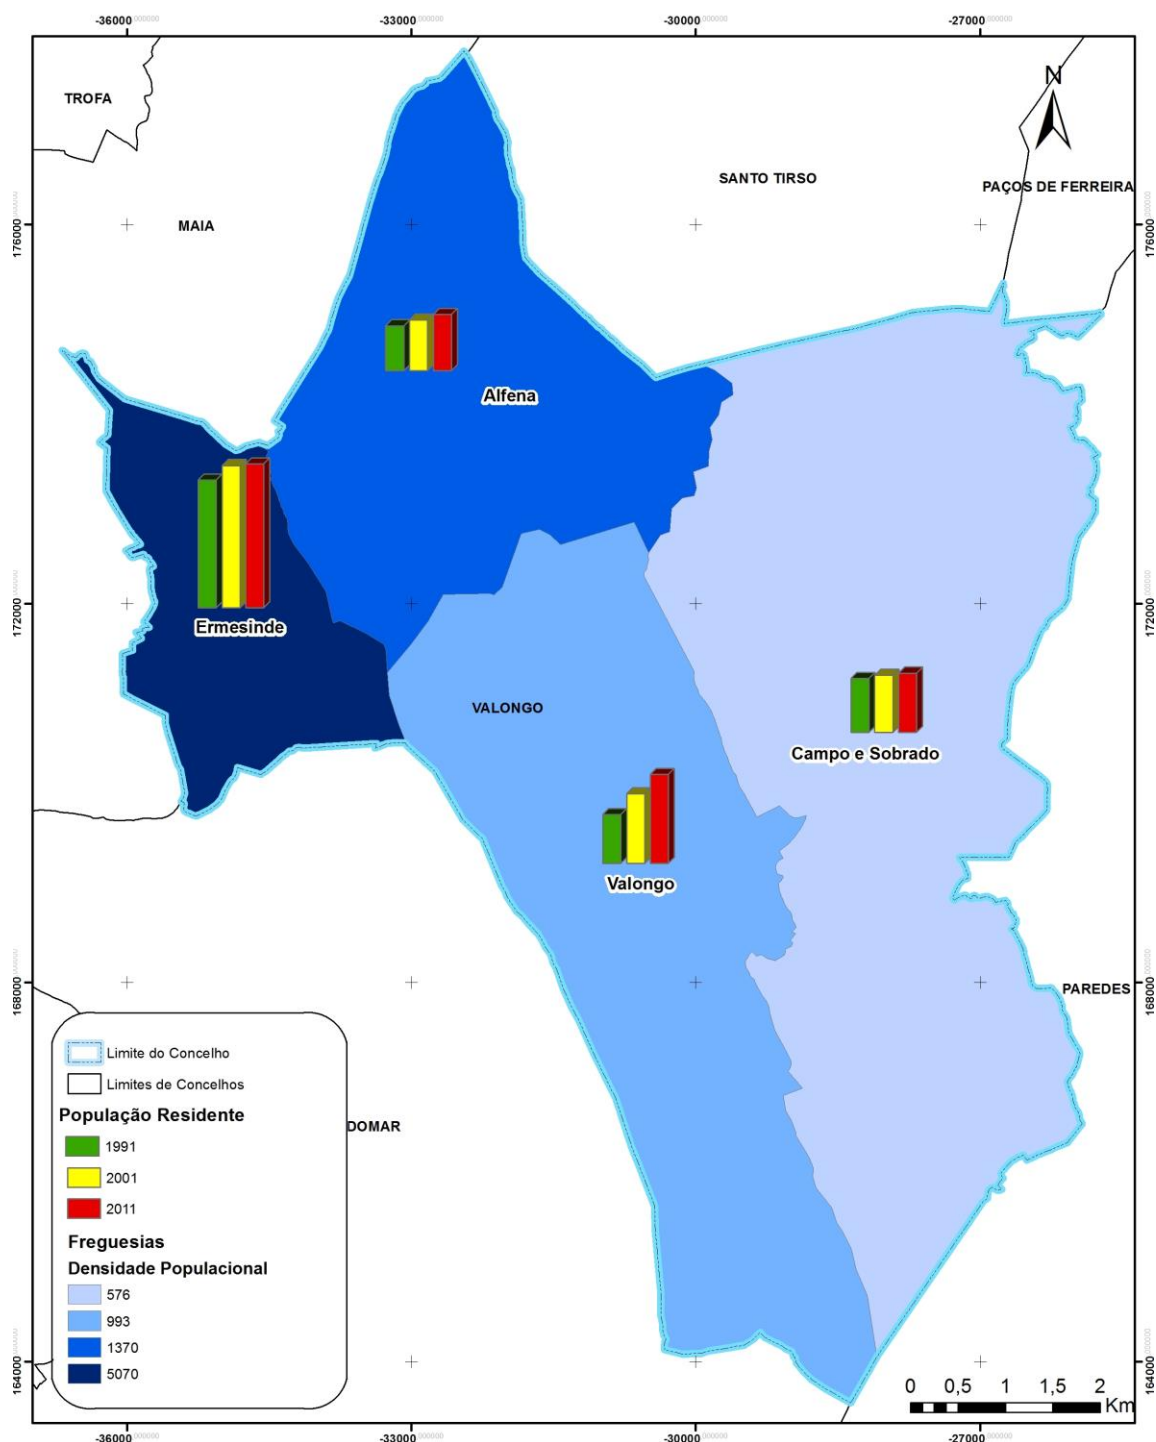 -36000 -33000 -30000 -27000
TROFA
N
SANTO TIRSO
PAÇOS DE FERREIRA
MAIA
176000 176000
Alfena
172000 172000
Ermesinde
VALONGO
Campo e Sobrado
Valongo
168000 168000
PAREDES
Limite do Concelho
Limites de Concelhos
População Residente
DOMAR
1991
2001
2011
Freguesias
Densidade Populacional
576
993
1370
5070
164000 164000
0 0,5 1 1,5 2
Km
-36000 -33000 -30000 -27000